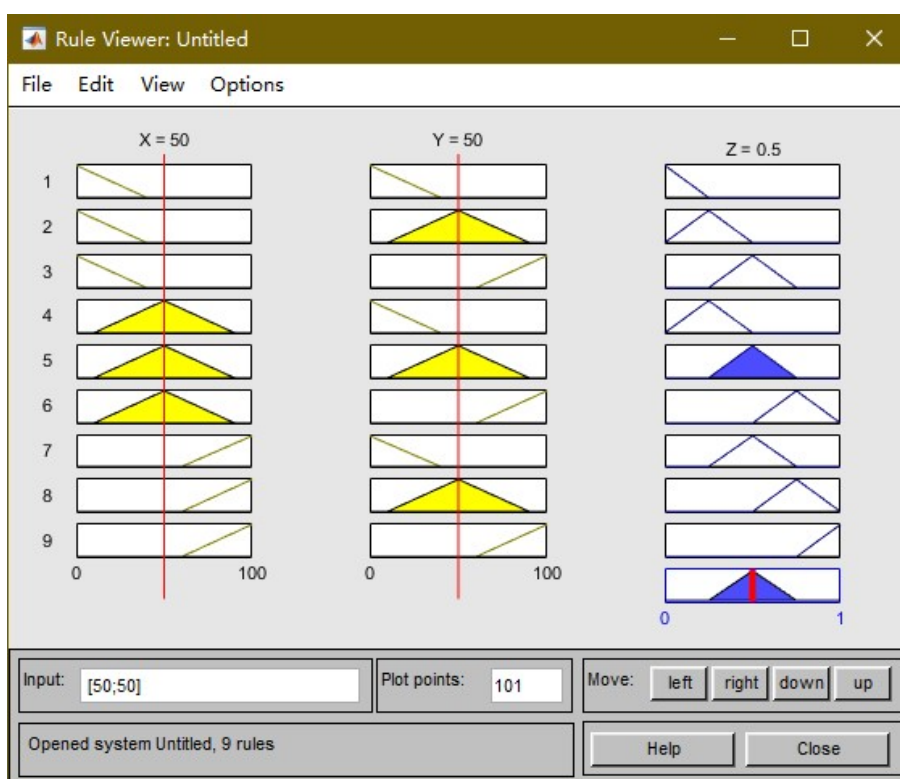 Rule Viewer: Untitled
File Edit View Options
X = 50 Y = 50 Z = 0.5
1
2
3
4
5
6
7
8
9
0 100 0 100
0 1
Input: [50;50] Plot points: 101 Move: left right down up
Opened system Untitled, 9 rules Help Close